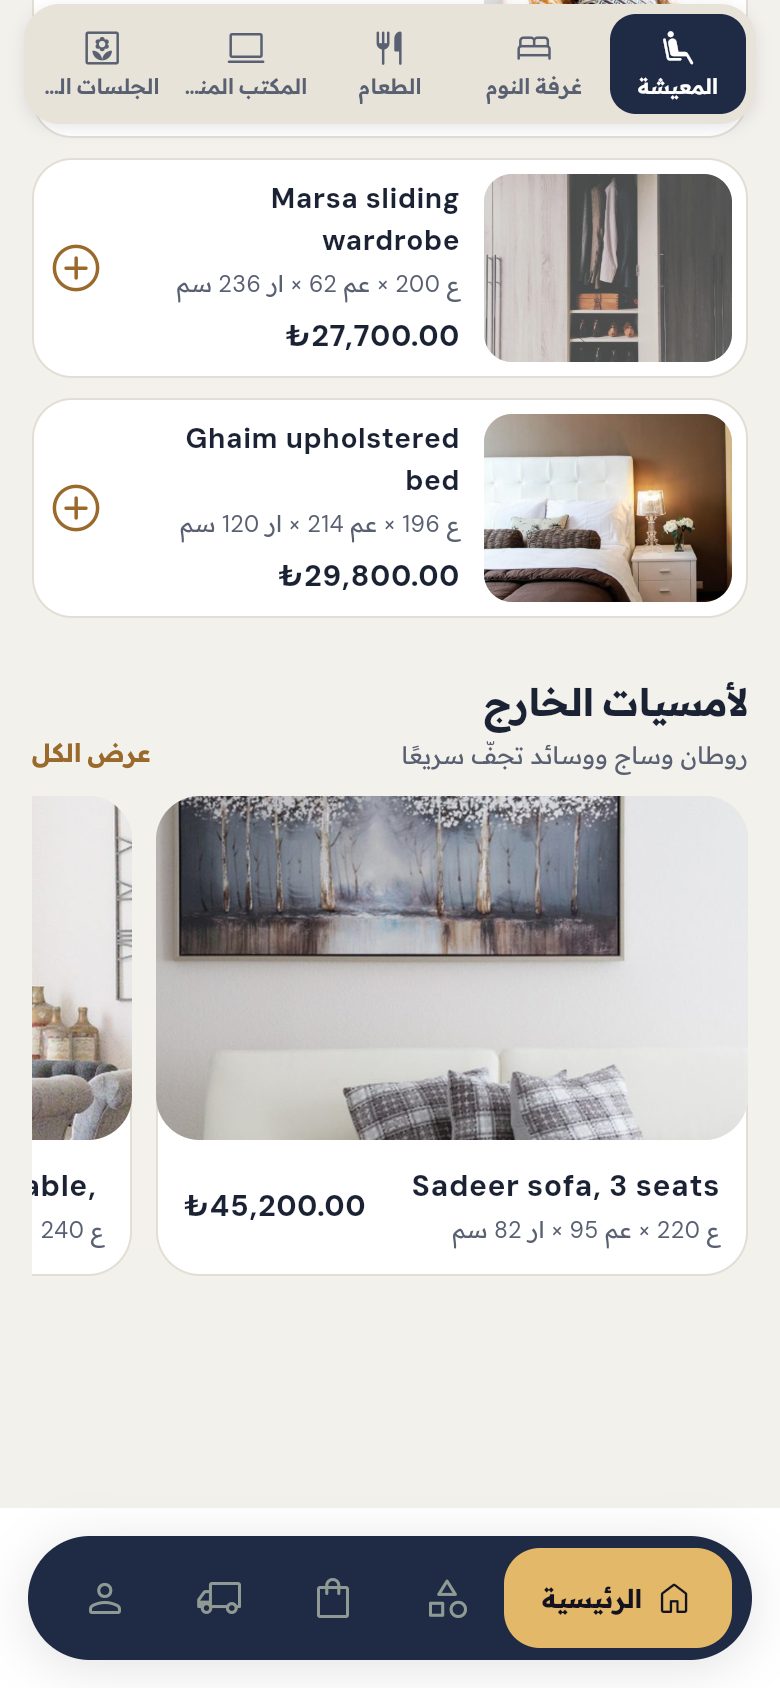 المعيشة
غرفة النوم
الطعام
المكتب المنـ...
الجلسات الـ...
Marsa sliding
wardrobe
ع 200 × عم 62 × ار 236 سم
₺27,700.00
Ghaim upholstered
bed
ع 196 × عم 214 × ار 120 سم
₺29,800.00
لأمسيات الخارج
روطان وساج ووسائد تجفّ سريعًا
عرض الكل
Sadeer sofa, 3 seats
ع 220 × عم 95 × ار 82 سم
₺45,200.00
able,
ع 240
الرئيسية